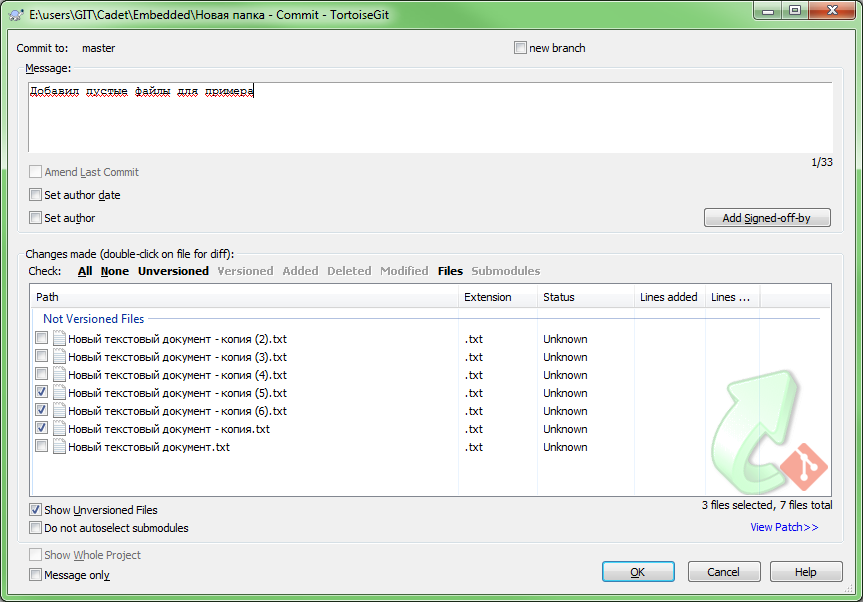 E:\users\GIT\Cadet\Embedded\Новая папка - Commit - TortoiseGit
Commit to: master new branch
Message:
Добавил пустые файлы для примера
1/33
Amend Last Commit
Set author date
Set author Add Signed-off-by
Changes made (double-click on file for diff):
Check: All None Unversioned Versioned Added Deleted Modified Files Submodules
Path Extension Status Lines added Lines ...
Not Versioned Files
Новый текстовый документ - копия (2).txt .txt Unknown
Новый текстовый документ - копия (3).txt .txt Unknown
Новый текстовый документ - копия (4).txt .txt Unknown
Новый текстовый документ - копия (5).txt .txt Unknown
Новый текстовый документ - копия (6).txt .txt Unknown
Новый текстовый документ - копия.txt .txt Unknown
Новый текстовый документ.txt .txt Unknown
Show Unversioned Files 3 files selected, 7 files total
Do not autoselect submodules View Patch>>
Show Whole Project
Message only OK Cancel Help